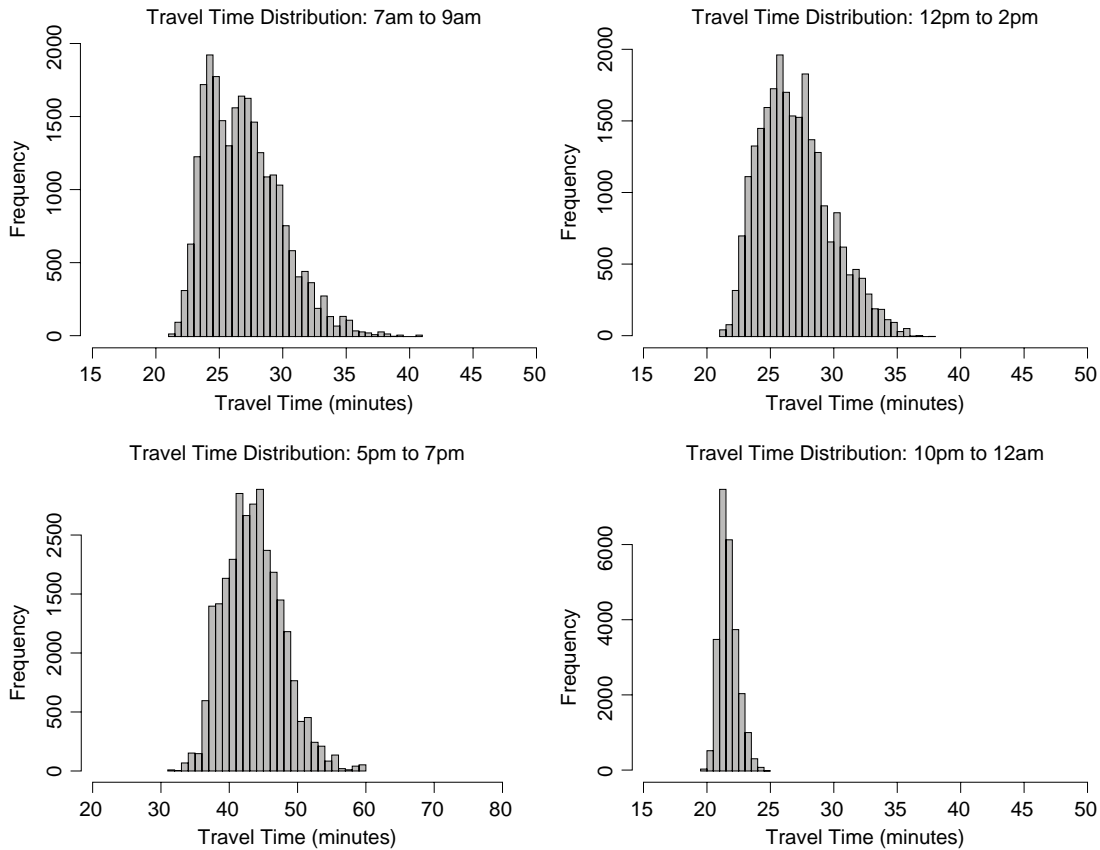 Travel Time Distribution: 7am to 9am
Frequency
2000
1500
1000
500
0
15 20 25 30 35 40 45 50
Travel Time (minutes)
Travel Time Distribution: 12pm to 2pm
Frequency
2000
1500
1000
500
0
15 20 25 30 35 40 45 50
Travel Time (minutes)
Travel Time Distribution: 5pm to 7pm
Frequency
2500
1500
2000
500
0
20 30 40 50 60 70 80
Travel Time (minutes)
Travel Time Distribution: 10pm to 12am
Frequency
6000
4000
2000
0
15 20 25 30 35 40 45 50
Travel Time (minutes)